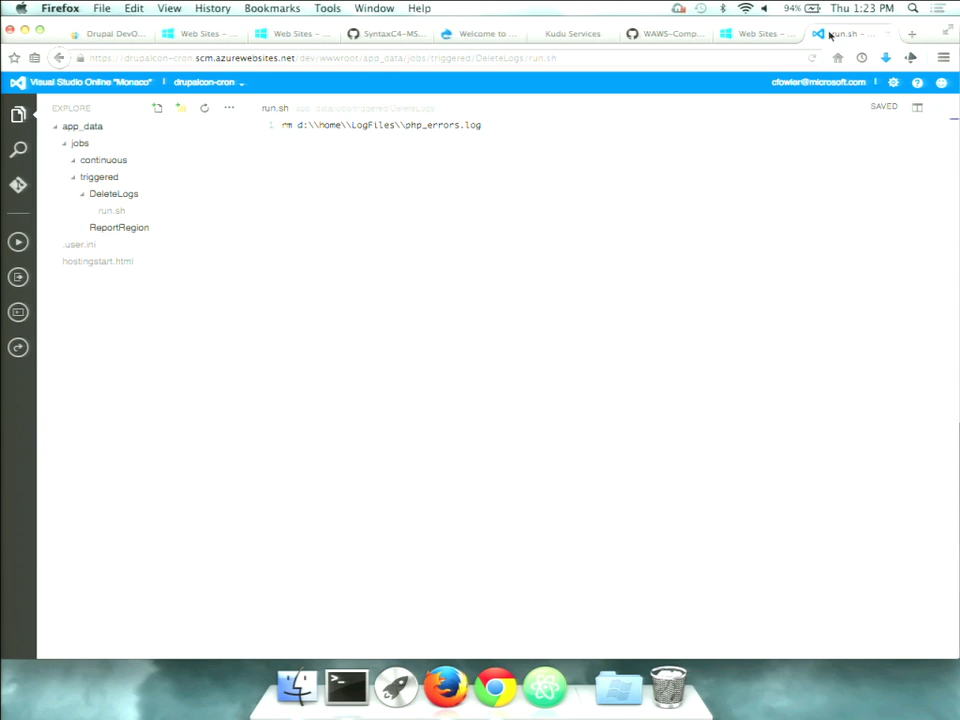 Firefox File Edit View History Bookmarks Tools Window Help 94% Thu 1:23 PM
Drupal DevO... Web Sites – ... Web Sites – ... SyntaxC4–MS... Welcome to ... Kudu Services WAWS–Comp... Web Sites – ... run.sh – ...
https://drupalcon-cron.scm.azurewebsites.net/dev/wwwroot/app_data/jobs/triggered/DeleteLogs/run.sh
Visual Studio Online "Monaco" drupalcon-cron cfowler@microsoft.com
EXPLORE run.sh app_data/jobs/triggered/DeleteLogs SAVED
1 rm d:\\home\\LogFiles\\php_errors.log
app_data
jobs
continuous
triggered
DeleteLogs
run.sh
ReportRegion
.user.ini
hostingstart.html